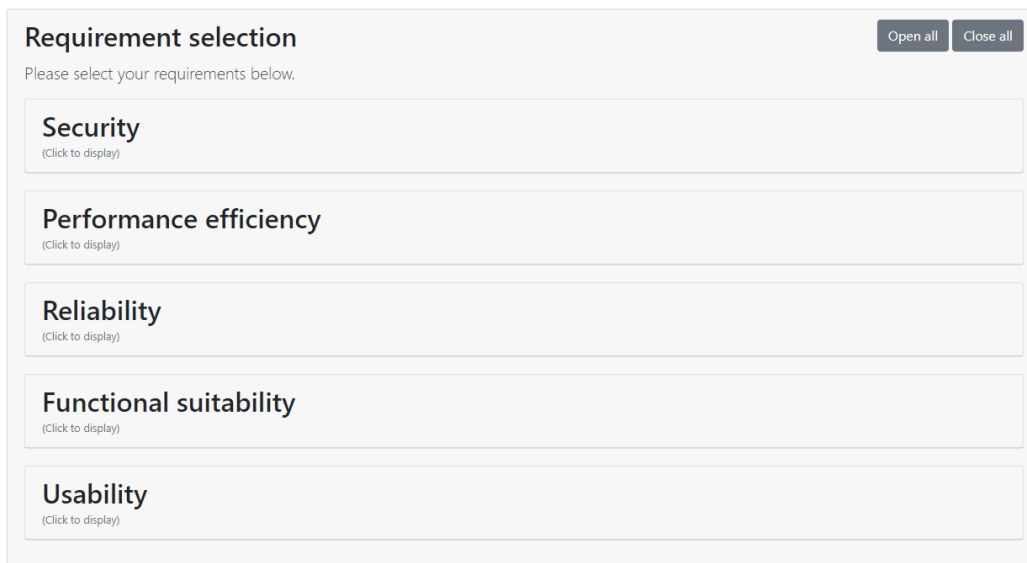 Requirement selection
Open all
Close all
Please select your requirements below.
Security
(Click to display)
Performance efficiency
(Click to display)
Reliability
(Click to display)
Functional suitability
(Click to display)
Usability
(Click to display)